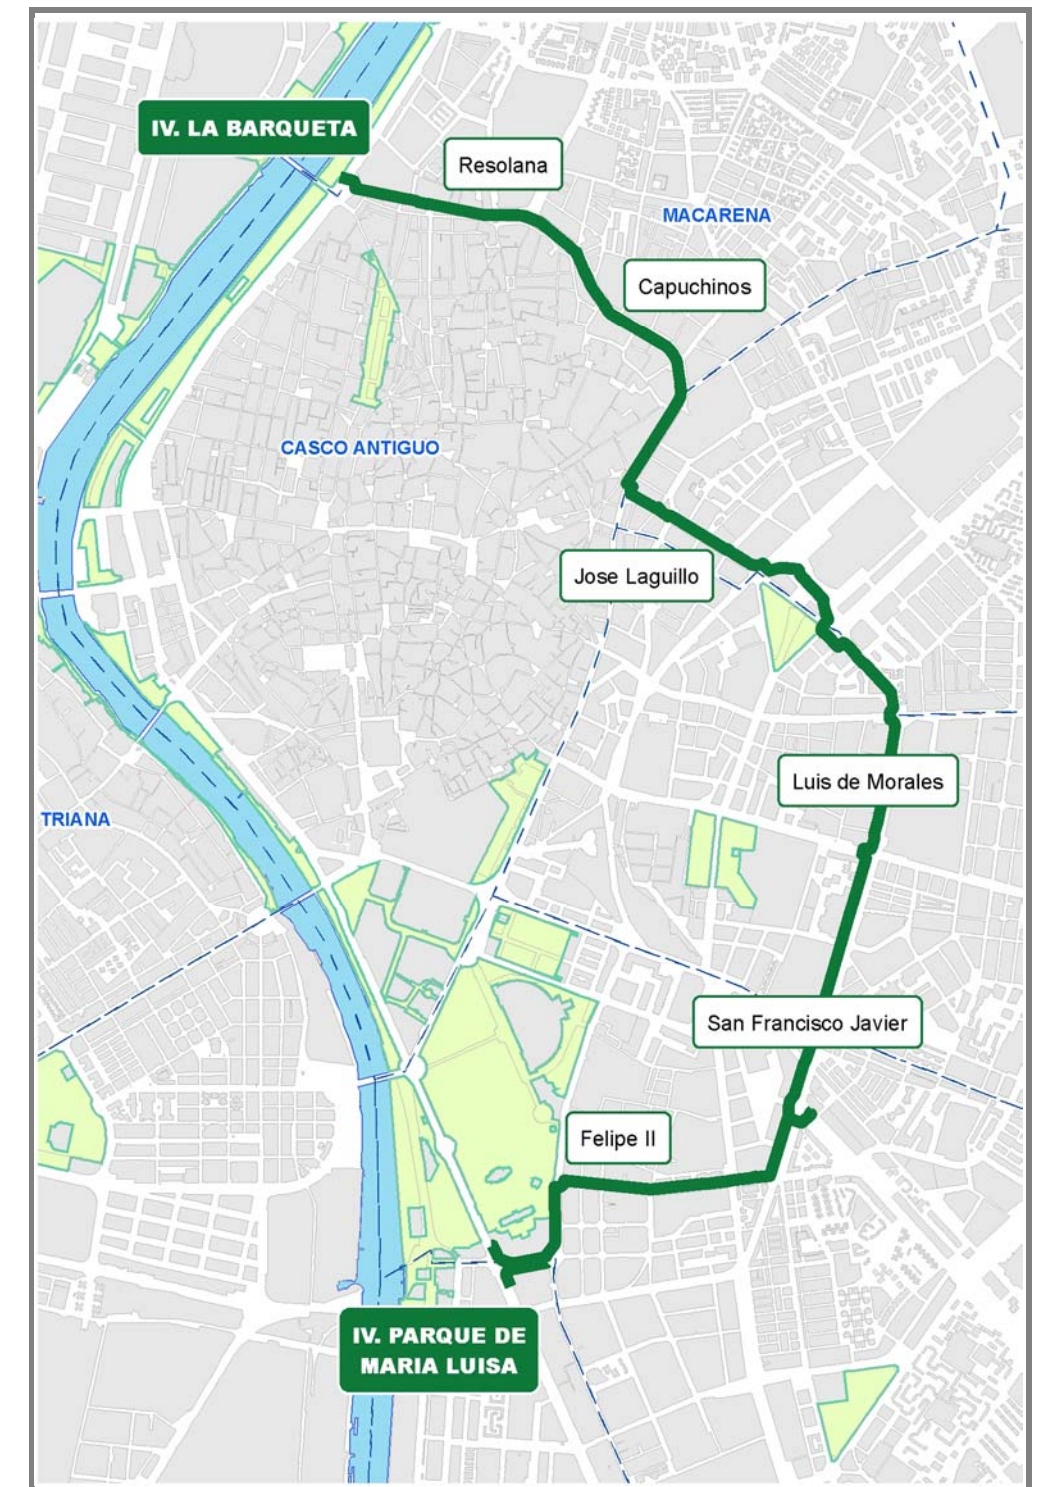 IV. LA BARQUETA
Resolana
MACARENA
Capuchinos
CASCO ANTIGUO
Jose Laguillo
Luis de Morales
TRIANA
San Francisco Javier
Felipe II
IV. PARQUE DE
MARIA LUISA